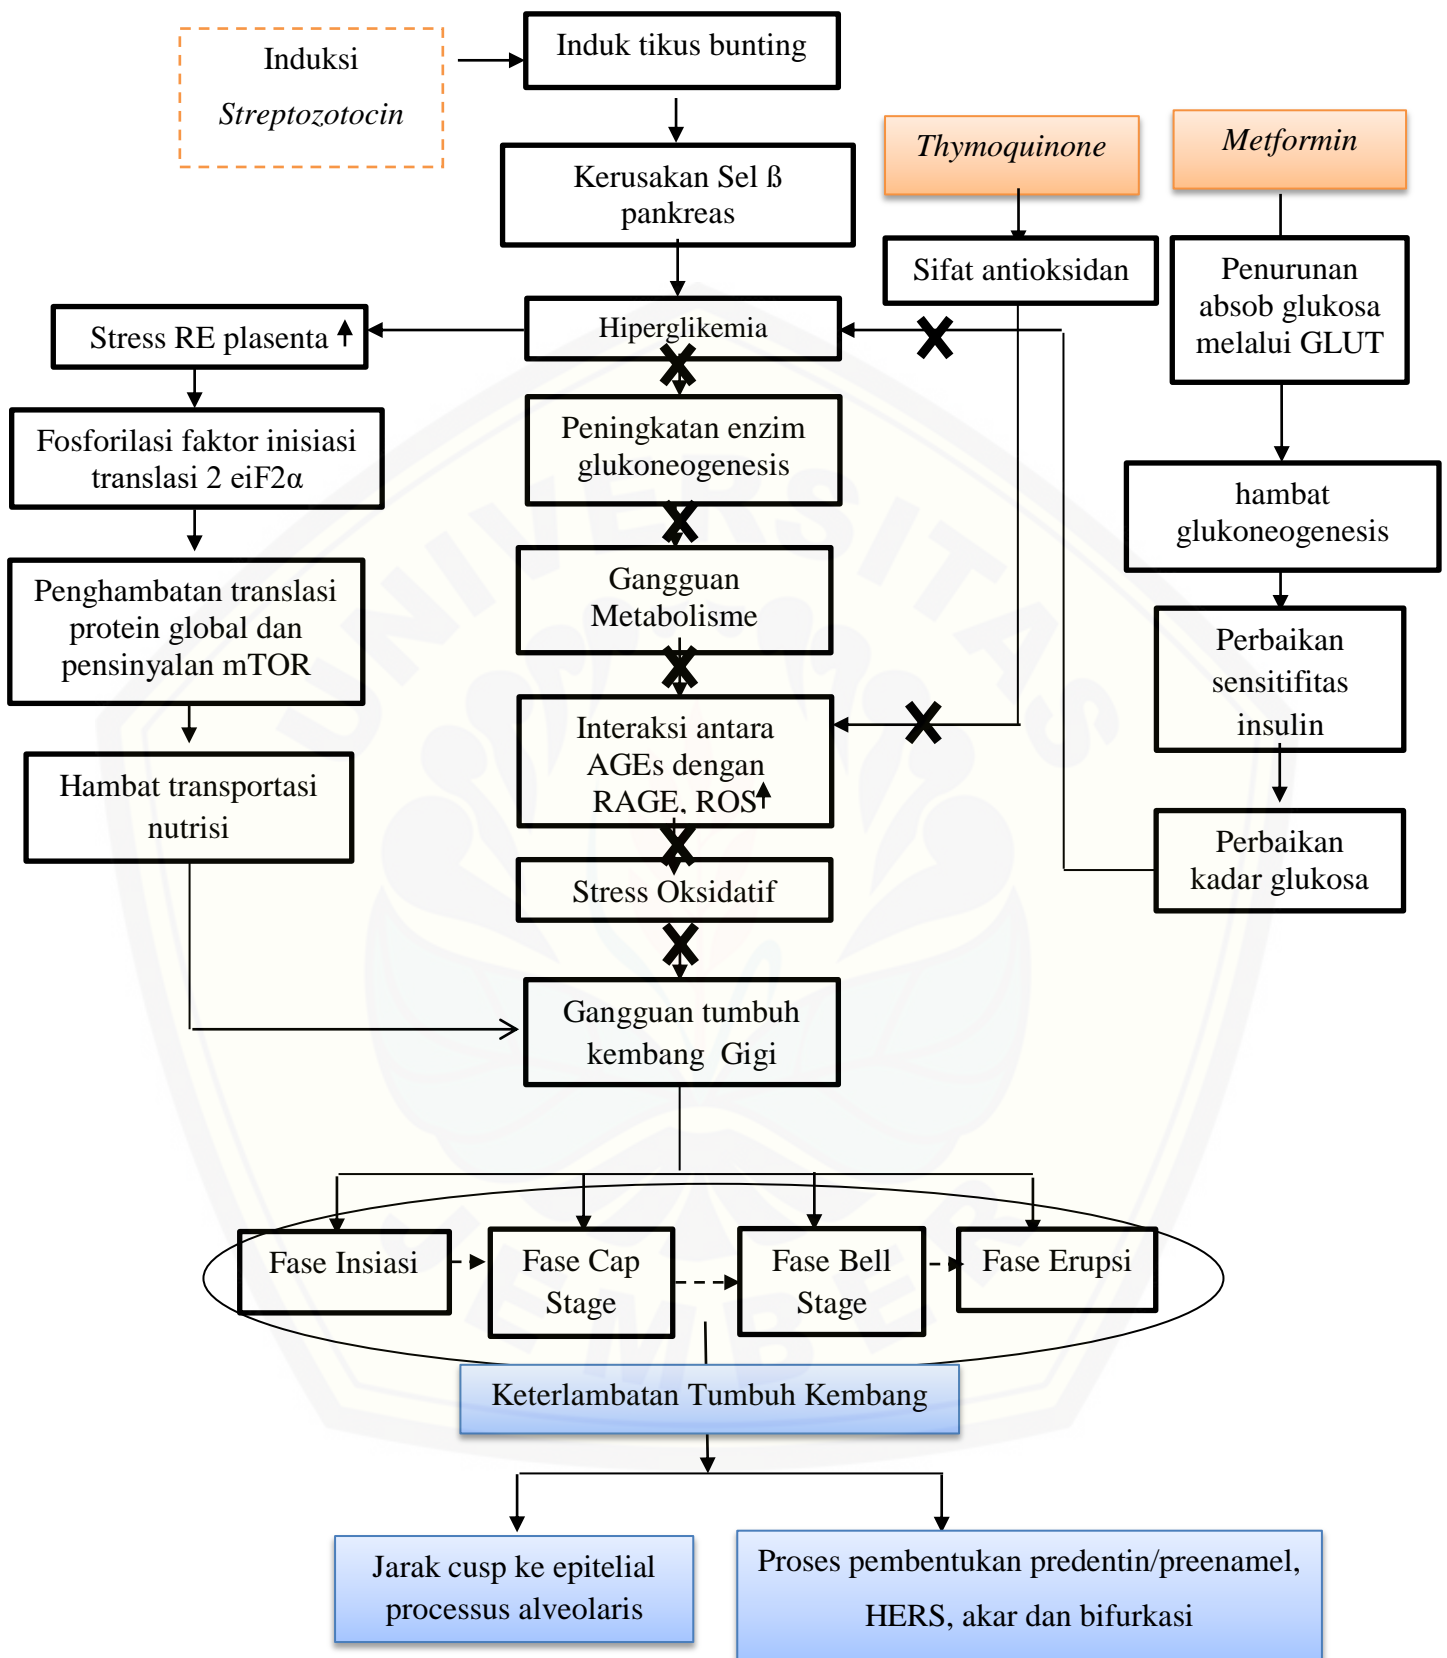 Induksi
Streptozotocin
Induk tikus bunting
Thymoquinone
Metformin
Kerusakan Sel ß
pankreas
Sifat antioksidan
Penurunan
absob glukosa
melalui GLUT
Stress RE plasenta
Hiperglikemia
Fosforilasi faktor inisiasi
translasi 2 eiF2α
Peningkatan enzim
glukoneogenesis
hambat
glukoneogenesis
Penghambatan translasi
protein global dan
pensinyalan mTOR
Gangguan
Metabolisme
Perbaikan
sensitifitas
insulin
Interaksi antara
AGEs dengan
RAGE, ROS
Hambat transportasi
nutrisi
Perbaikan
kadar glukosa
Stress Oksidatif
Gangguan tumbuh
kembang Gigi
Fase Insiasi
Fase Cap
Stage
Fase Bell
Stage
Fase Erupsi
Keterlambatan Tumbuh Kembang
Jarak cusp ke epitelial
processus alveolaris
Proses pembentukan predentin/preenamel,
HERS, akar dan bifurkasi
UNIVERSITAS
JEMBER